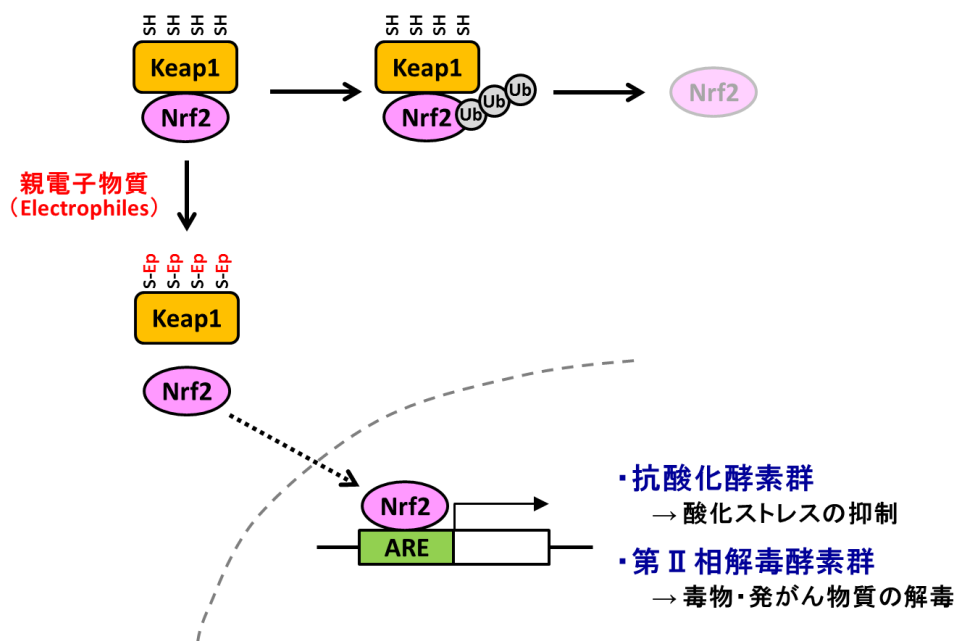 SH SH SH SH
Keap1
Nrf2
SH SH SH SH
Keap1
Nrf2
Ub
Ub
Ub
Nrf2
親電子物質
（Electrophiles）
S-Ep S-Ep S-Ep S-Ep
Keap1
Nrf2
Nrf2
ARE
・抗酸化酵素群
→ 酸化ストレスの抑制
・第Ⅱ相解毒酵素群
→ 毒物・発がん物質の解毒